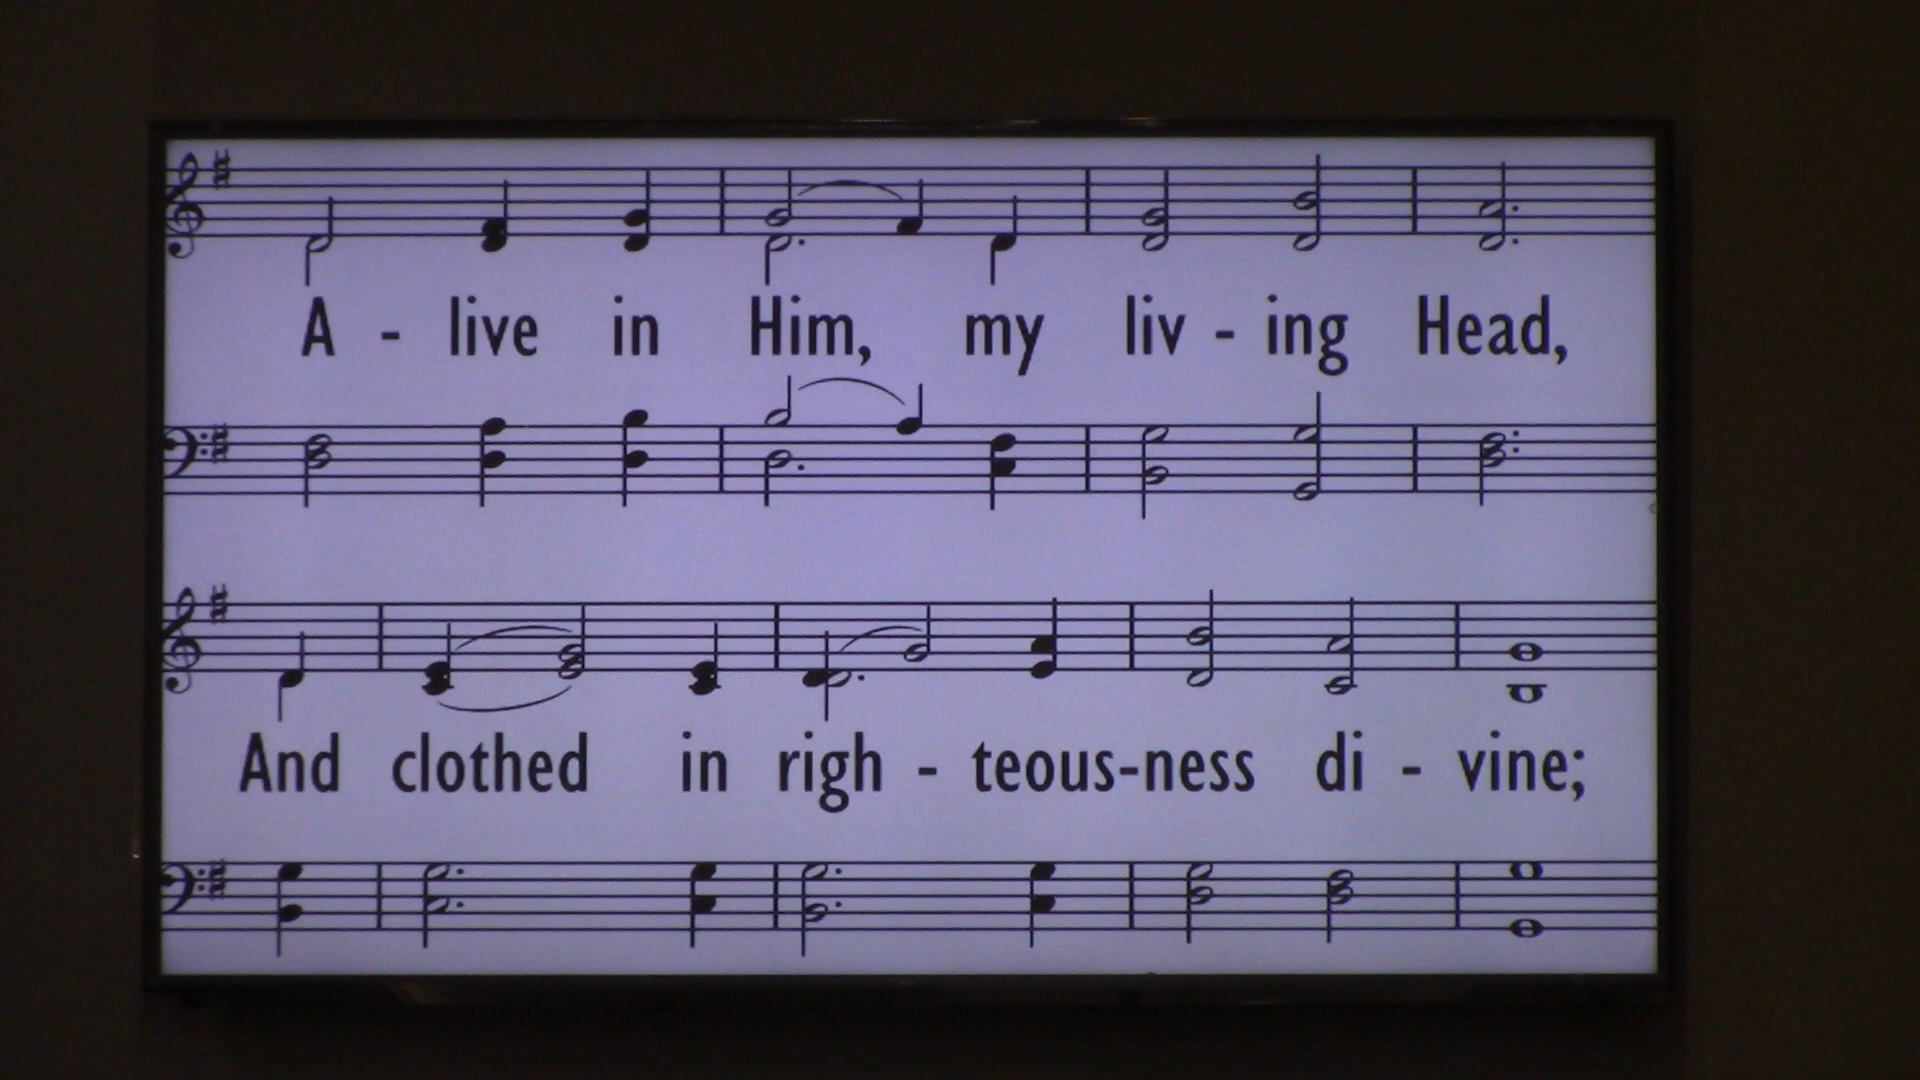 A - live in Him, my liv - ing Head,
And clothed in righ - teous-ness di - vine;